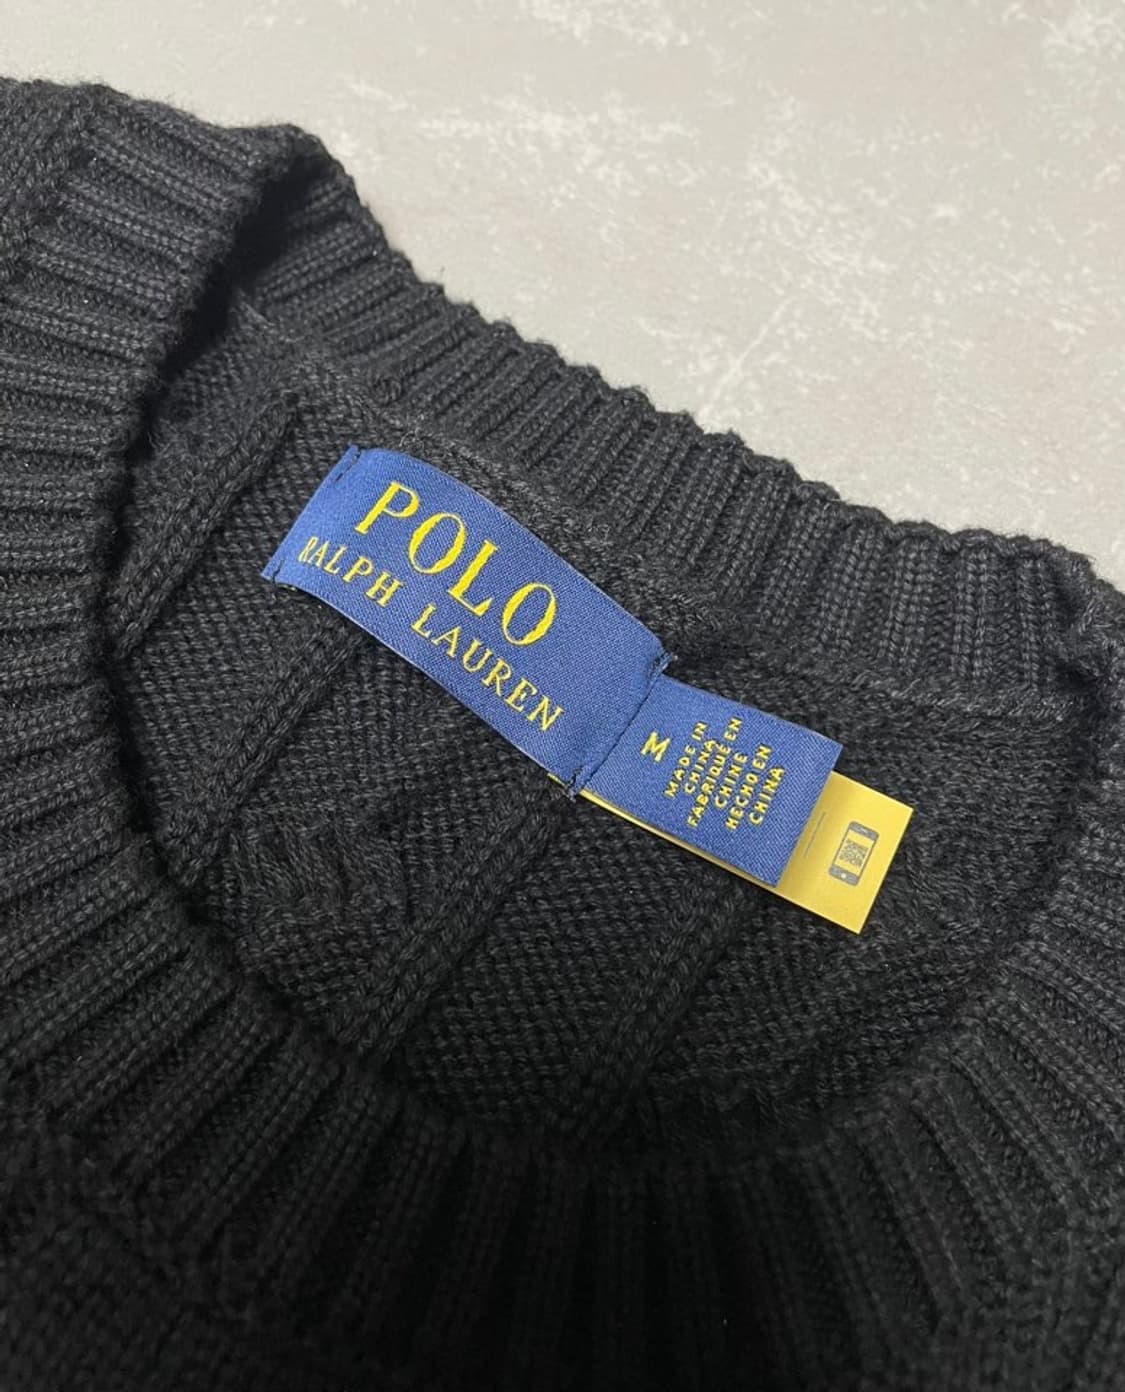 POLO
RALPH LAUREN
M
MADE IN
CHINA
FABRIQUÉ EN
CHINE
HECHO EN
CHINA